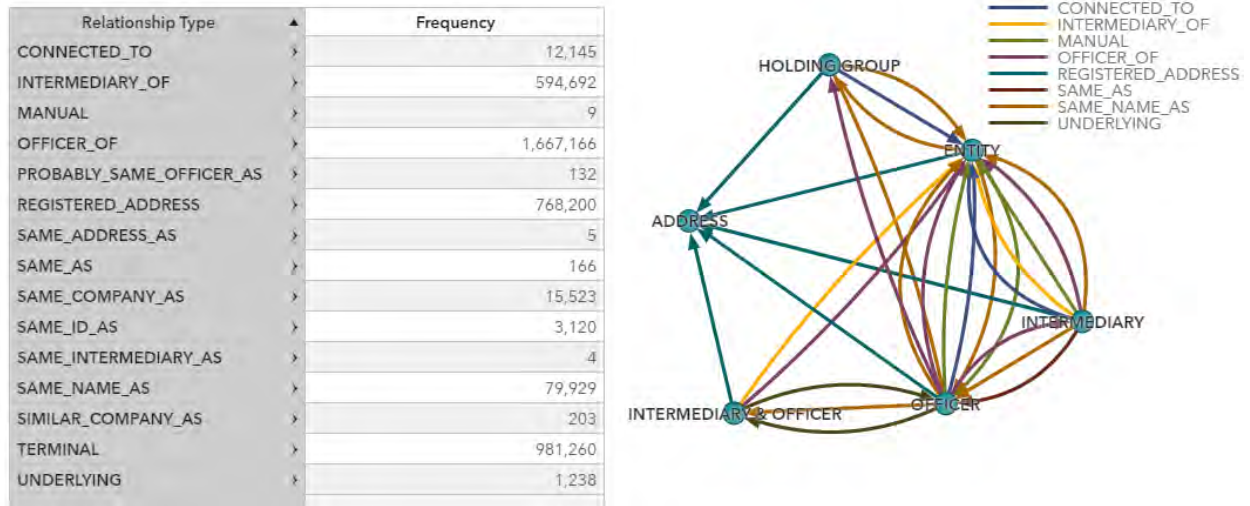 Relationship Type Frequency
CONNECTED_TO 12,145
INTERMEDIARY_OF 594,692
MANUAL 9
OFFICER_OF 1,667,166
PROBABLY_SAME_OFFICER_AS 132
REGISTERED_ADDRESS 768,200
SAME_ADDRESS_AS 5
SAME_AS 166
SAME_COMPANY_AS 15,523
SAME_ID_AS 3,120
SAME_INTERMEDIARY_AS 4
SAME_NAME_AS 79,929
SIMILAR_COMPANY_AS 203
TERMINAL 981,260
UNDERLYING 1,238
CONNECTED_TO
INTERMEDIARY_OF
MANUAL
OFFICER_OF
REGISTERED_ADDRESS
SAME_AS
SAME_NAME_AS
UNDERLYING
HOLDING GROUP
ENTITY
ADDRESS
INTERMEDIARY
OFFICER
INTERMEDIARY & OFFICER